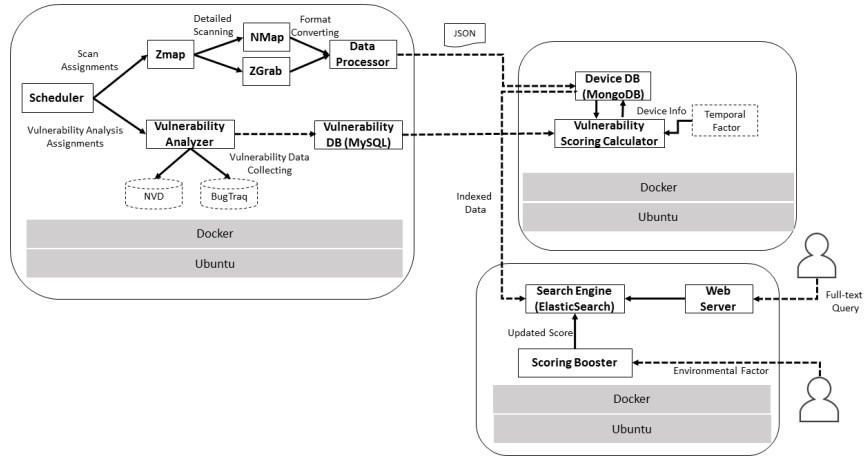 Detailed
Scanning
Format
Converting
Scan
Assignments
Zmap
NMap
ZGrab
Data
Processor
JSON
Scheduler
Vulnerability Analysis
Assignments
Vulnerability
Analyzer
Vulnerability
DB (MySQL)
Vulnerability Data
Collecting
NVD
BugTraq
Docker
Ubuntu
Device DB
(MongoDB)
Device Info
Temporal
Factor
Vulnerability
Scoring Calculator
Docker
Ubuntu
Indexed
Data
Search Engine
(ElasticSearch)
Web
Server
Full-text
Query
Updated Score
Scoring Booster
Environmental Factor
Docker
Ubuntu